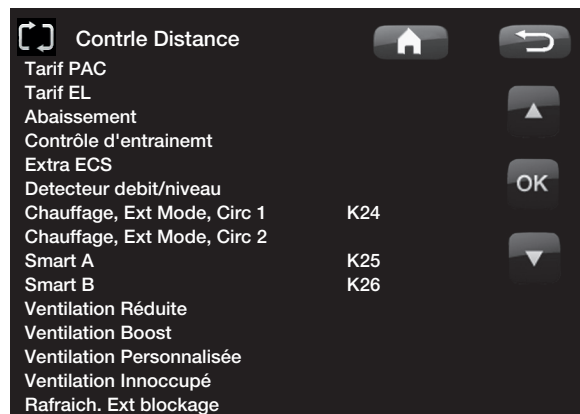 Contrle Distance
Tarif PAC
Tarif EL
Abaissement
Contrôle d'entrainemt
Extra ECS
Detecteur debit/niveau
OK
Chauffage, Ext Mode, Circ 1 K24
Chauffage, Ext Mode, Circ 2
Smart A K25
Smart B K26
Ventilation Réduite
Ventilation Boost
Ventilation Personnalisée
Ventilation Innoccupé
Rafraich. Ext blockage